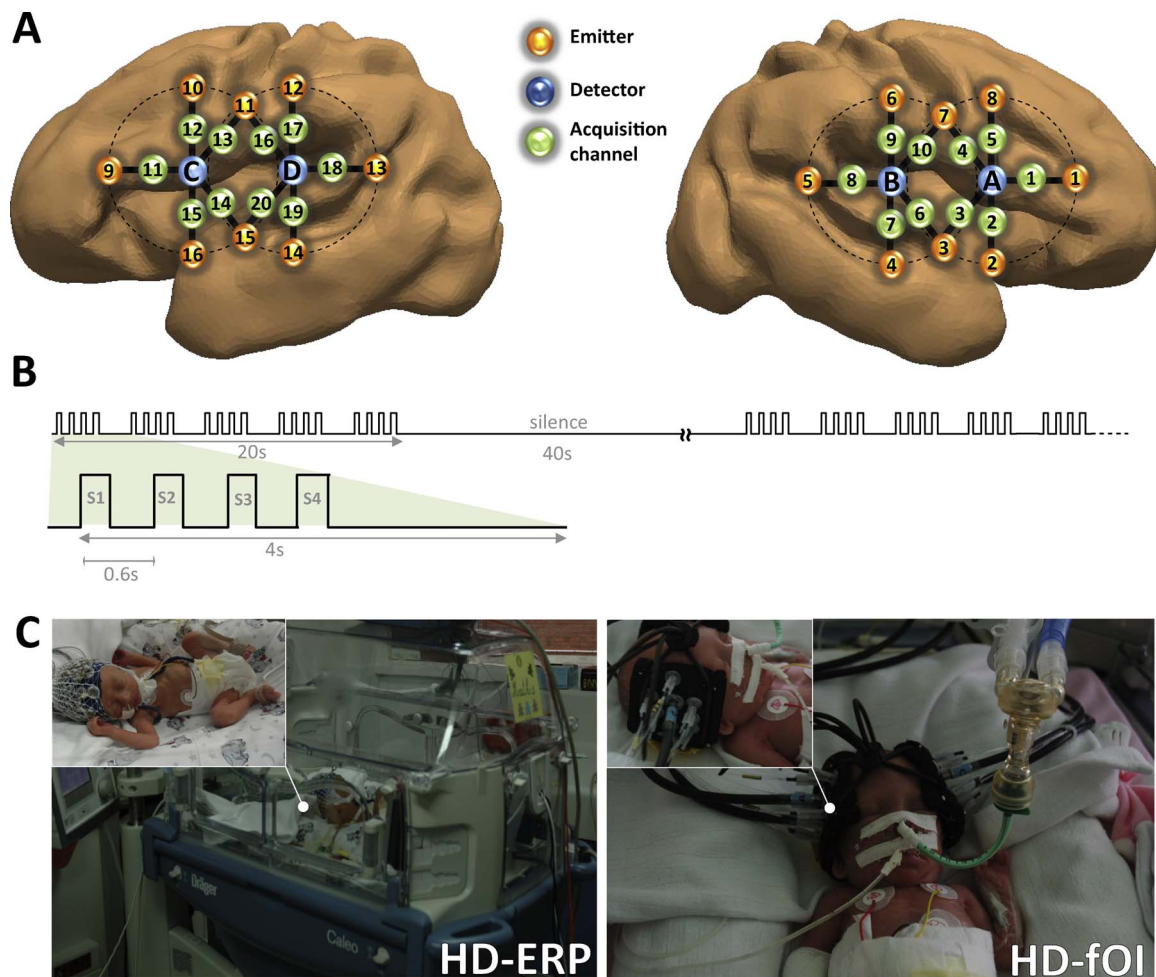 A
Emitter
Detector
Acquisition
channel
10
12
11
12
13
16
17
9
11
C
D
18
13
15
14
20
19
16
15
14
6
7
8
9
10
4
5
5
8
B
A
1
1
7
6
3
2
4
3
2
B
silence
20s
40s
S1
S2
S3
S4
4s
0.6s
C
Dräger
Caleo
HD-ERP
HD-fOI